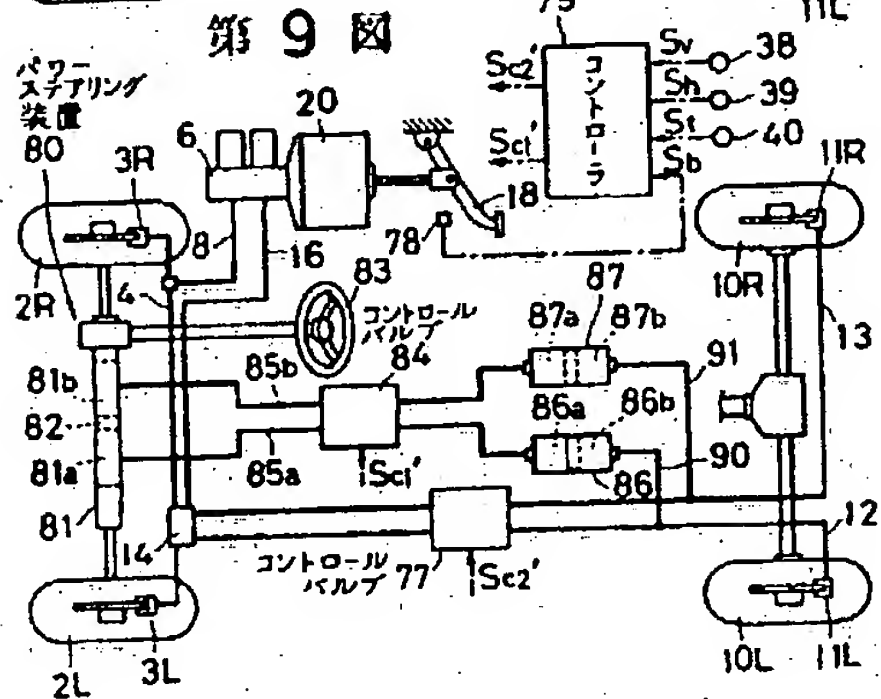 75
11L
第9図
パワー
ステアリング
装置
80
3R
6
20
18
78
コントローラ
Sc2'
Sc1'
Sv
38
Sh
39
St
40
Sb
11R
8
16
4
2R
10R
13
83
コントロール
バルブ
84
87
87a
87b
91
85b
81b
82
81a
85a
Sc1'
86a
86b
86
90
81
14
コントロール
バルブ 77
Sc2'
12
2L
3L
10L
11L